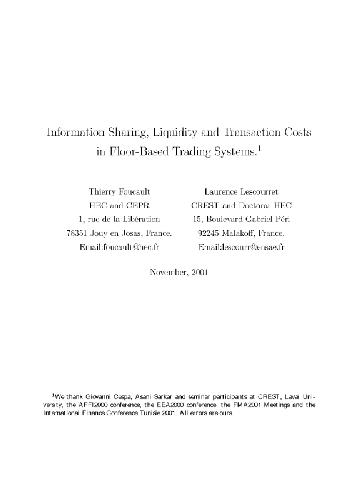 Information Sharing, Liquidity and Transaction Costs
in Floor-Based Trading Systems.1
Thierry Foucault
HEC and CEPR
1, rue de la Libération
78351 Jouy en Josas, France.
Email:foucault@hec.fr
Laurence Lescourret
CREST and Doctorat HEC
15, Boulevard Gabriel Péri
92245 Malakoff, France.
Email:lescourr@ensae.fr
November, 2001
1We thank Giovanni Cespa, Asani Sarkar and seminar participants at CREST, Laval Uni-
versity, the AFFI2000 conference, the EEA2000 conference, the FMA2001 Meetings and the
International Finance Conference Tunisie 2001. All errors are ours.